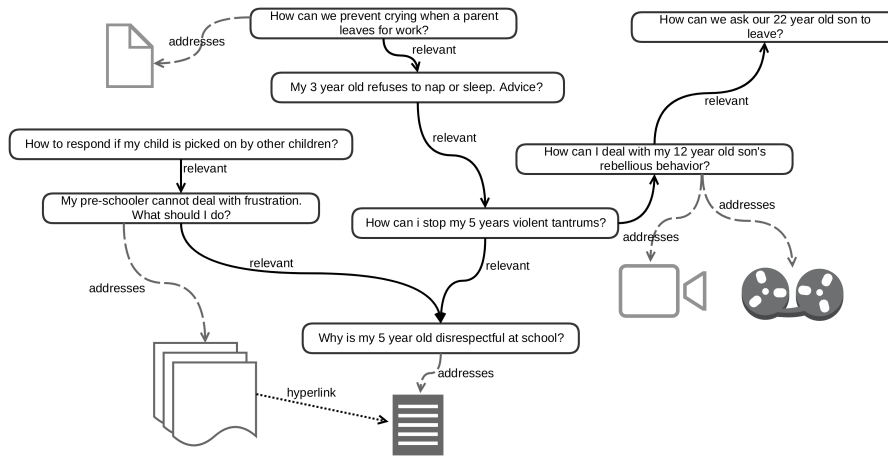 How can we prevent crying when a parent
leaves for work?
How can we ask our 22 year old son to
leave?
addresses
relevant
My 3 year old refuses to nap or sleep. Advice?
relevant
relevant
How to respond if my child is picked on by other children?
How can I deal with my 12 year old son's
rebellious behavior?
relevant
My pre-schooler cannot deal with frustration.
What should I do?
How can i stop my 5 years violent tantrums?
addresses
addresses
relevant
relevant
addresses
Why is my 5 year old disrespectful at school?
addresses
hyperlink